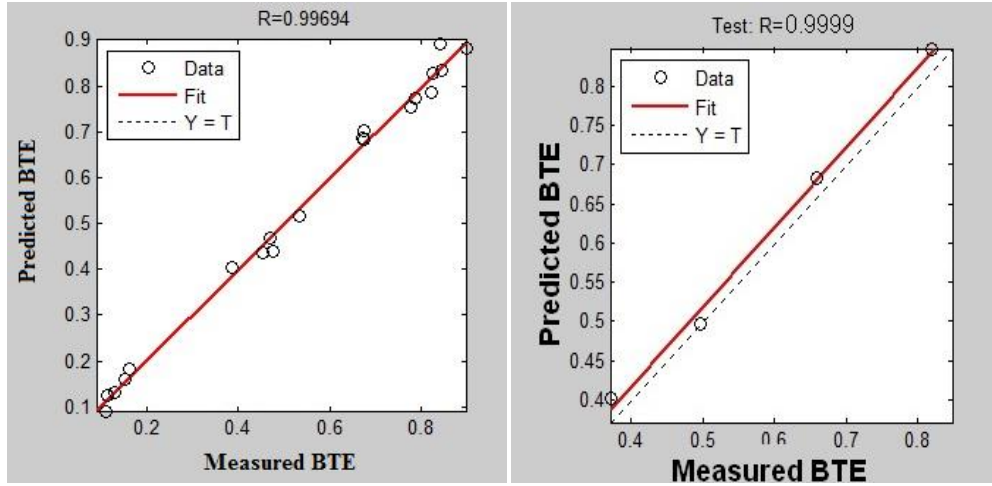 R=0.99694
0.9
0.8
0.7
0.6
0.5
0.4
0.3
0.2
0.1
Predicted BTE
Data
Fit
Y = T
0.2
0.4
0.6
0.8
Measured BTE
Test: R=0.9999
0.8
0.75
0.7
0.65
0.6
0.55
0.5
0.45
0.4
Predicted BTE
Data
Fit
Y = T
0.4
0.5
0.6
0.7
0.8
Measured BTE